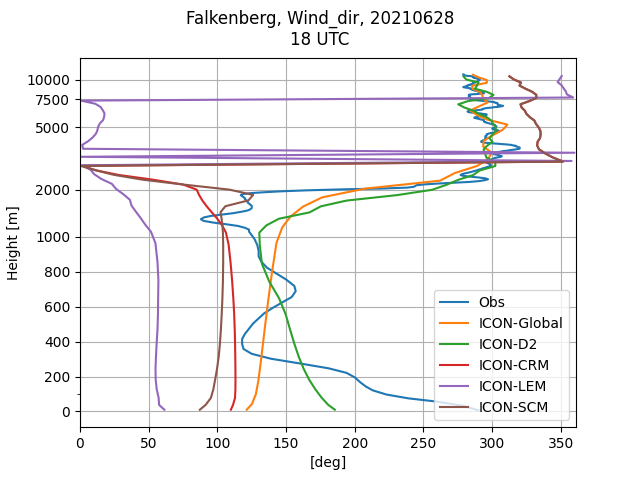 Falkenberg, Wind_dir, 20210628
18 UTC
Height [m]
10000
7500
5000
2000
1000
800
600
400
200
0
Obs
ICON-Global
ICON-D2
ICON-CRM
ICON-LEM
ICON-SCM
0 50 100 150 200 250 300 350
[deg]